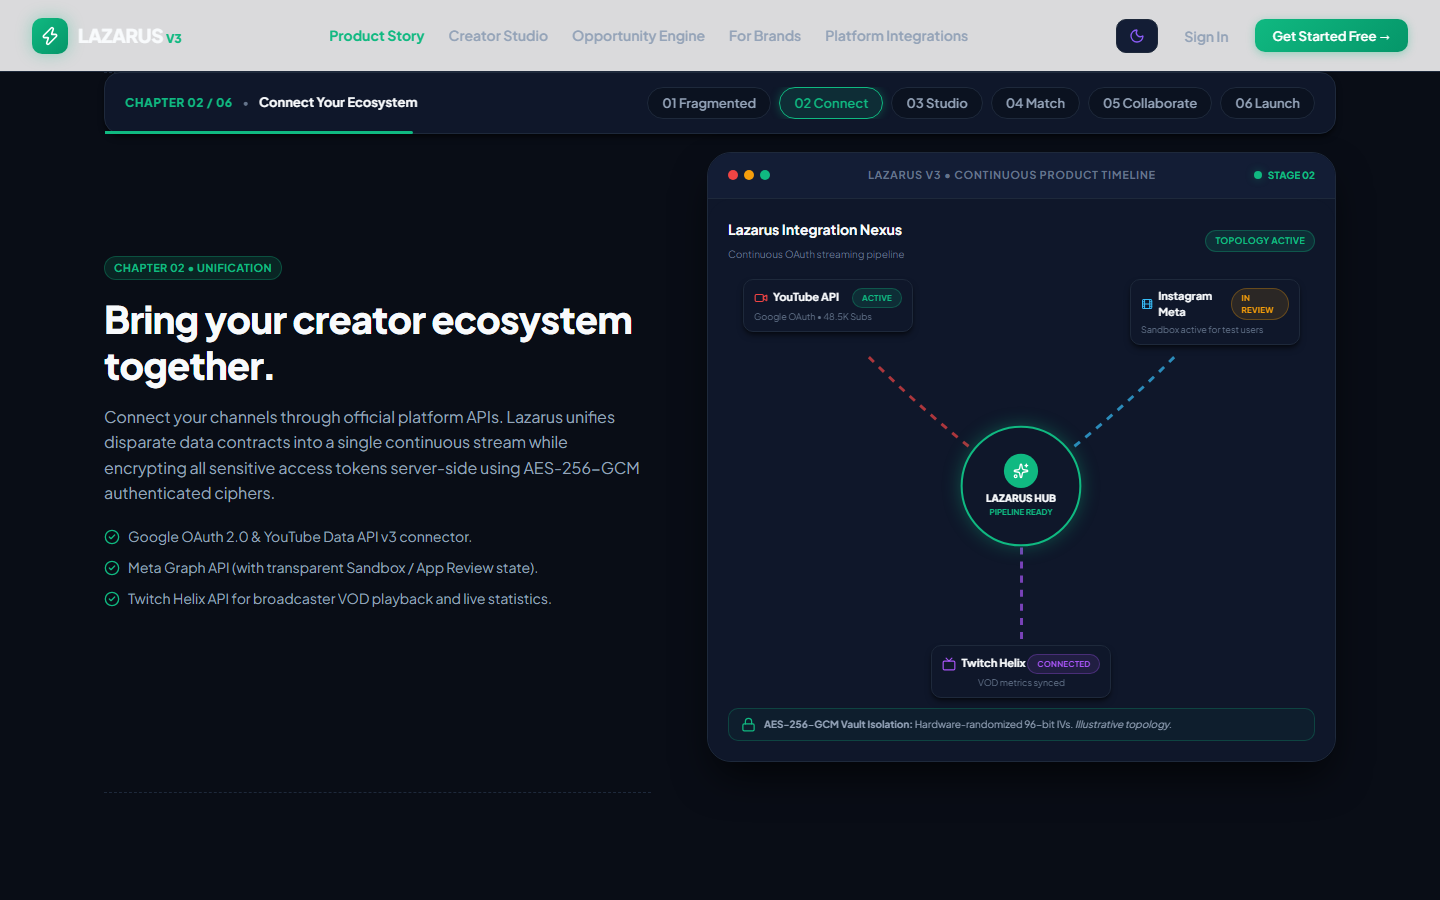 LAZARUS V3
Product Story
Creator Studio
Opportunity Engine
For Brands
Platform Integrations
Sign In
Get Started Free →
CHAPTER 02 / 06 • Connect Your Ecosystem
01 Fragmented
02 Connect
03 Studio
04 Match
05 Collaborate
06 Launch
CHAPTER 02 • UNIFICATION
Bring your creator ecosystem
together.
Connect your channels through official platform APIs. Lazarus unifies
disparate data contracts into a single continuous stream while
encrypting all sensitive access tokens server-side using AES-256-GCM
authenticated ciphers.
Google OAuth 2.0 & YouTube Data API v3 connector.
Meta Graph API (with transparent Sandbox / App Review state).
Twitch Helix API for broadcaster VOD playback and live statistics.
LAZARUS V3 • CONTINUOUS PRODUCT TIMELINE
STAGE 02
Lazarus Integration Nexus
Continuous OAuth streaming pipeline
TOPOLOGY ACTIVE
YouTube API
ACTIVE
Google OAuth • 48.5K Subs
Instagram
Meta
IN
REVIEW
Sandbox active for test users
LAZARUS HUB
PIPELINE READY
Twitch Helix
CONNECTED
VOD metrics synced
AES-256-GCM Vault Isolation: Hardware-randomized 96-bit IVs. Illustrative topology.